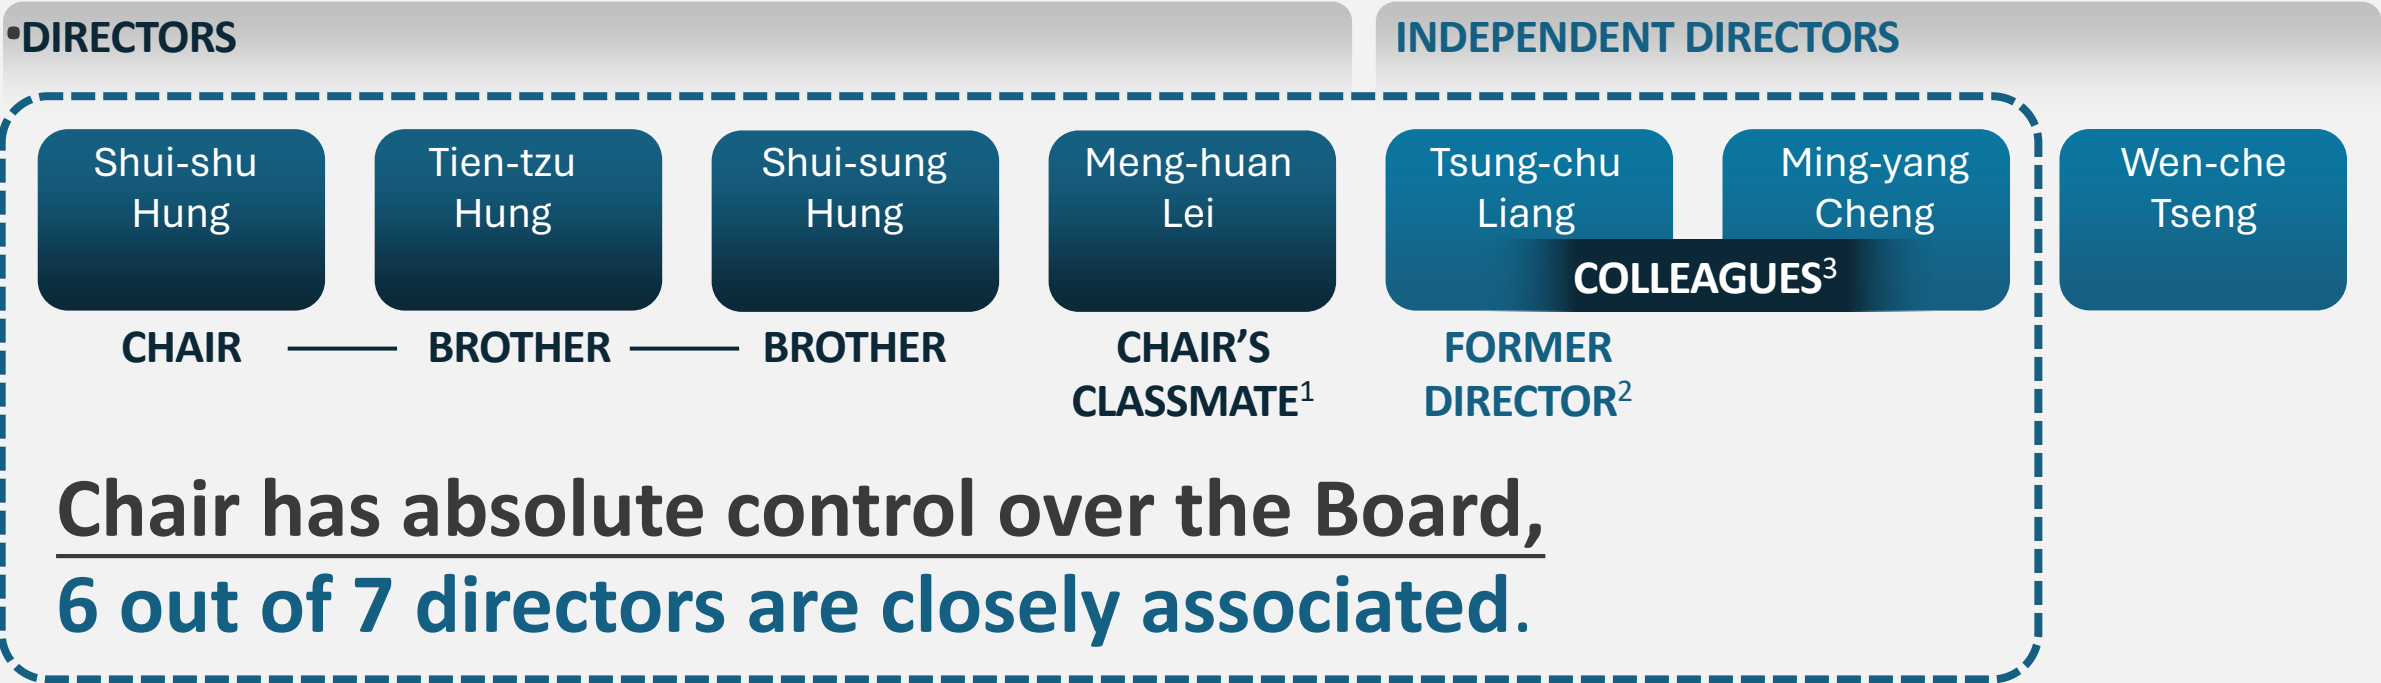 •DIRECTORS
INDEPENDENT DIRECTORS
Shui-shu
Hung
Tien-tzu
Hung
Shui-sung
Hung
Meng-huan
Lei
Tsung-chu
Liang
Ming-yang
Cheng
Wen-che
Tseng
COLLEAGUES³
CHAIR
BROTHER
BROTHER
CHAIR’S
CLASSMATE¹
FORMER
DIRECTOR²
Chair has absolute control over the Board,
6 out of 7 directors are closely associated.